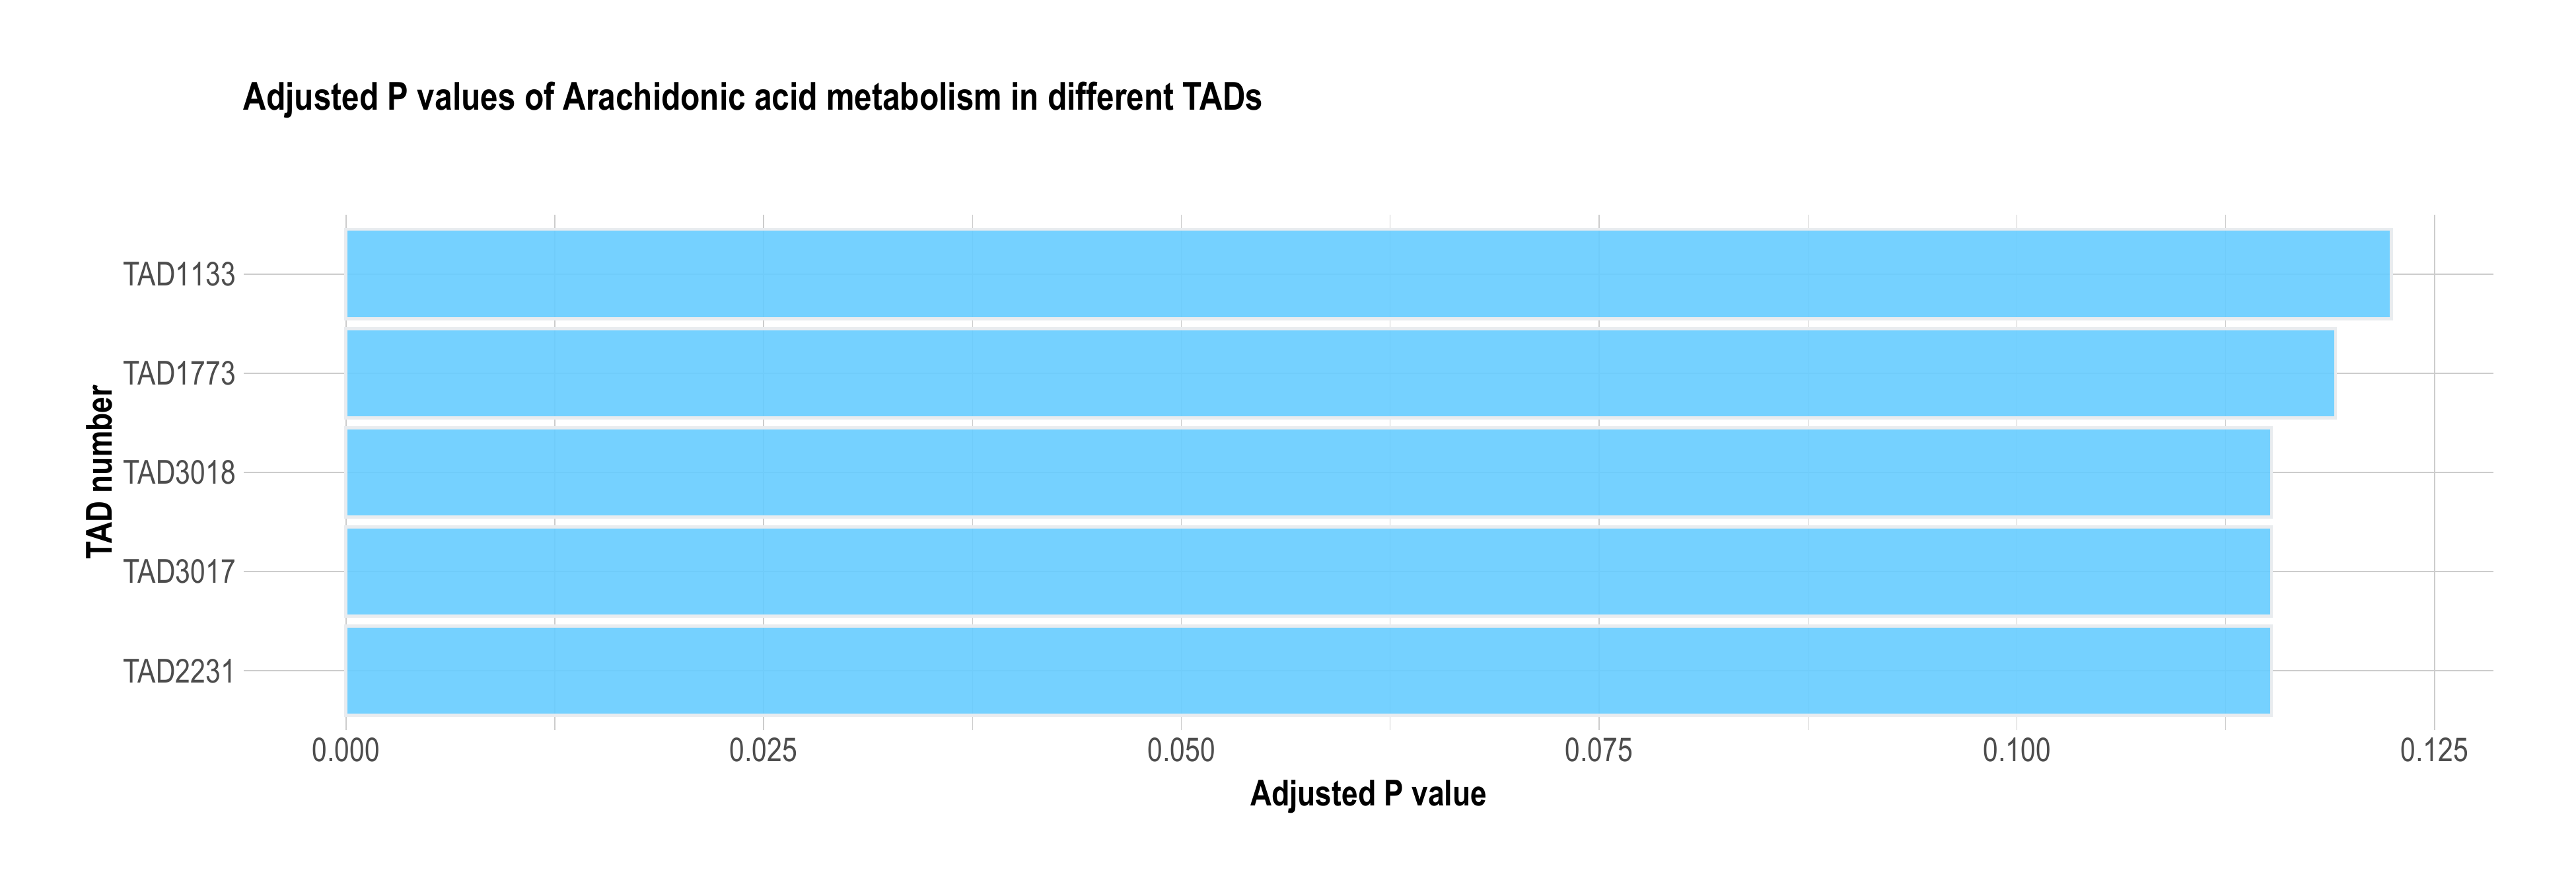 Adjusted P values of Arachidonic acid metabolism in different TADs
TAD number
TAD1133
TAD1773
TAD3018
TAD3017
TAD2231
0.000 0.025 0.050 0.075 0.100 0.125
Adjusted P value